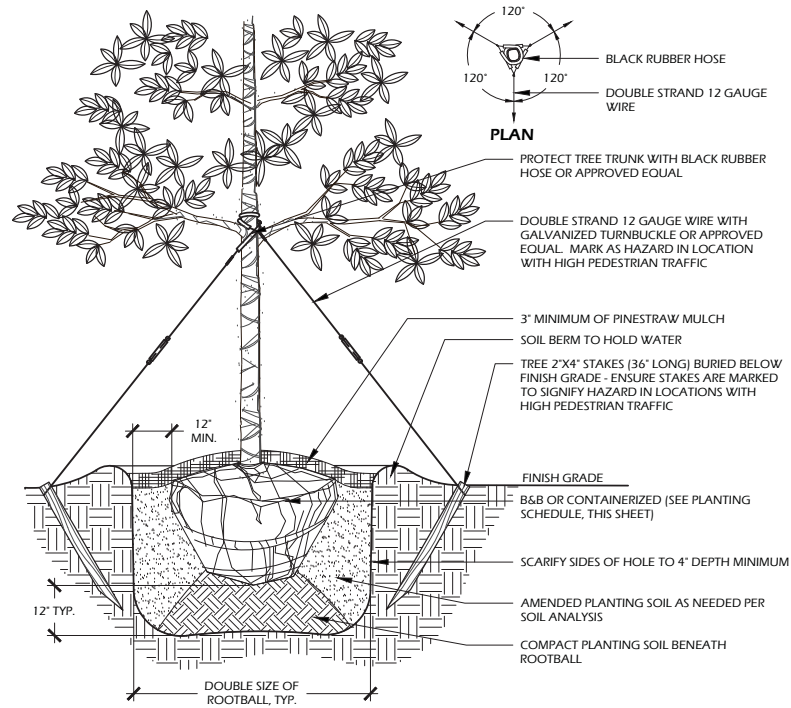 120°
120°
120°
BLACK RUBBER HOSE
DOUBLE STRAND 12 GAUGE
WIRE
PLAN
PROTECT TREE TRUNK WITH BLACK RUBBER
HOSE OR APPROVED EQUAL
DOUBLE STRAND 12 GAUGE WIRE WITH
GALVANIZED TURNBUCKLE OR APPROVED
EQUAL. MARK AS HAZARD IN LOCATION
WITH HIGH PEDESTRIAN TRAFFIC
3" MINIMUM OF PINESTRAW MULCH
SOIL BERM TO HOLD WATER
TREE 2"X4" STAKES (36" LONG) BURIED BELOW
FINISH GRADE - ENSURE STAKES ARE MARKED
TO SIGNIFY HAZARD IN LOCATIONS WITH
HIGH PEDESTRIAN TRAFFIC
12"
MIN.
FINISH GRADE
B&B OR CONTAINERIZED (SEE PLANTING
SCHEDULE, THIS SHEET)
SCARIFY SIDES OF HOLE TO 4" DEPTH MINIMUM
AMENDED PLANTING SOIL AS NEEDED PER
SOIL ANALYSIS
12" TYP.
COMPACT PLANTING SOIL BENEATH
ROOTBALL
DOUBLE SIZE OF
ROOTBALL, TYP.